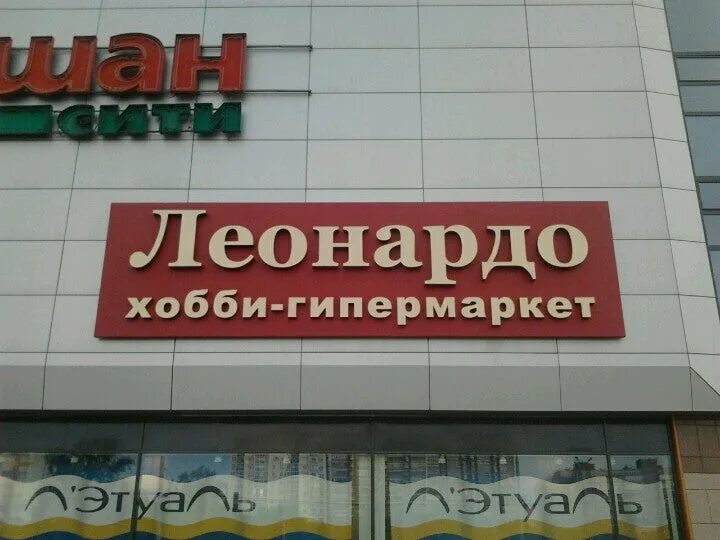 шан
сити
Леонардо
хобби-гипермаркет
Л'Этуаль Л'Этуаль